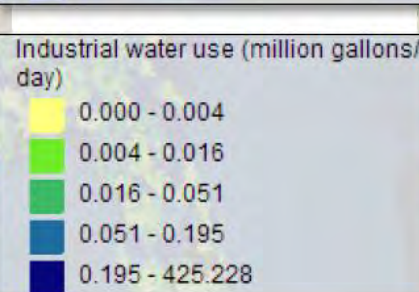 Industrial water use (million gallons/
day)
0.000 - 0.004
0.004 - 0.016
0.016 - 0.051
0.051 - 0.195
0.195 - 425.228